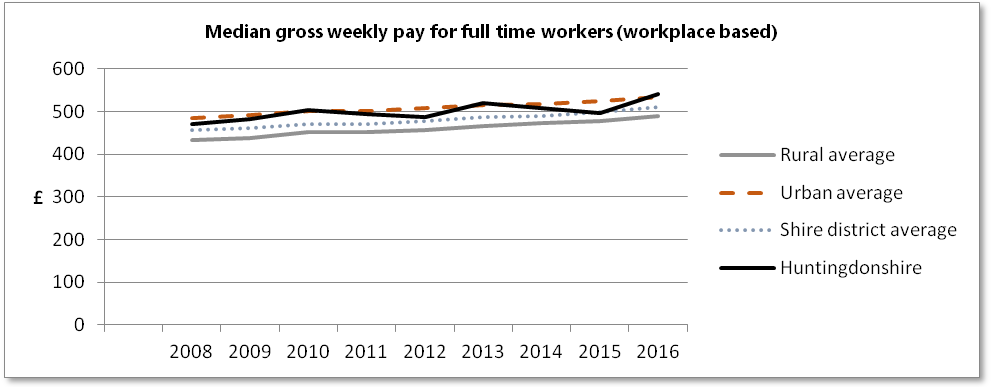 Median gross weekly pay for full time workers (workplace based)
600
500
400
300
200
100
0
£
2008 2009 2010 2011 2012 2013 2014 2015 2016
Rural average
Urban average
Shire district average
Huntingdonshire